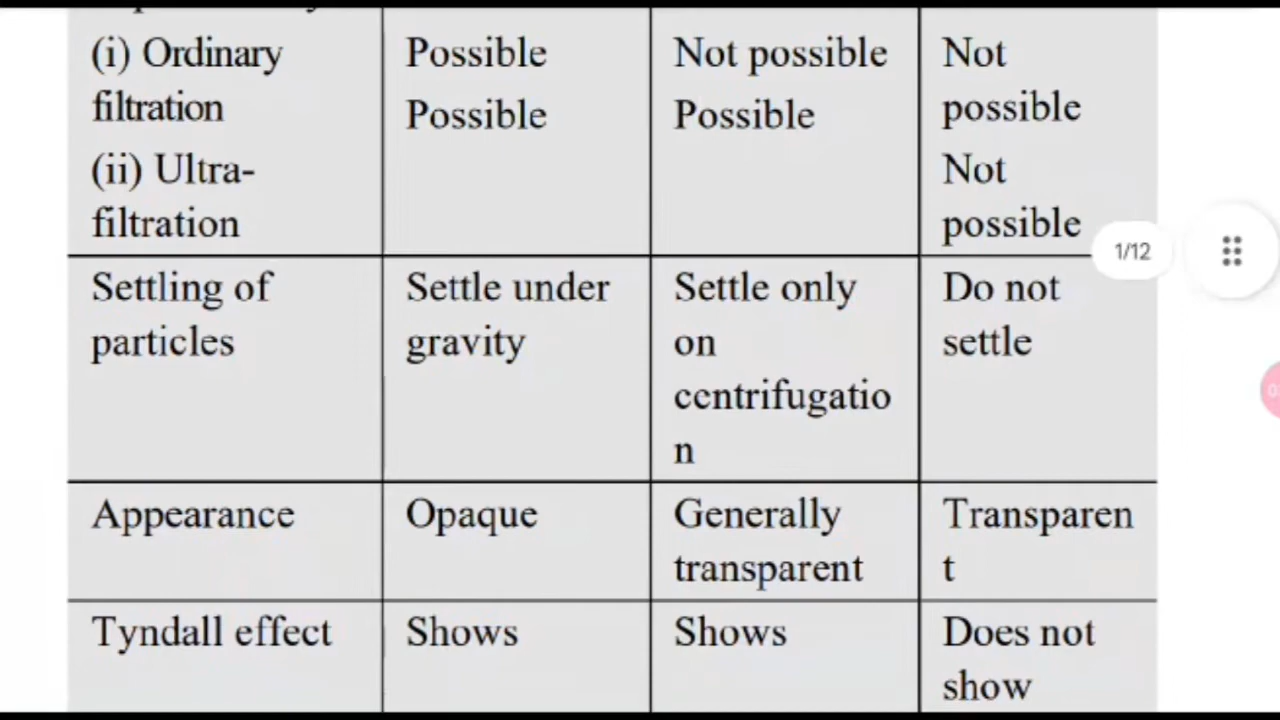 (i) Ordinary
filtration
(ii) Ultra-
filtration
Possible
Possible
Not possible
Possible
Not
possible
Not
possible
1/12
Settling of
particles
Settle under
gravity
Settle only
on
centrifugatio
n
Do not
settle
Appearance
Opaque
Generally
transparent
Transparen
t
Tyndall effect
Shows
Shows
Does not
show